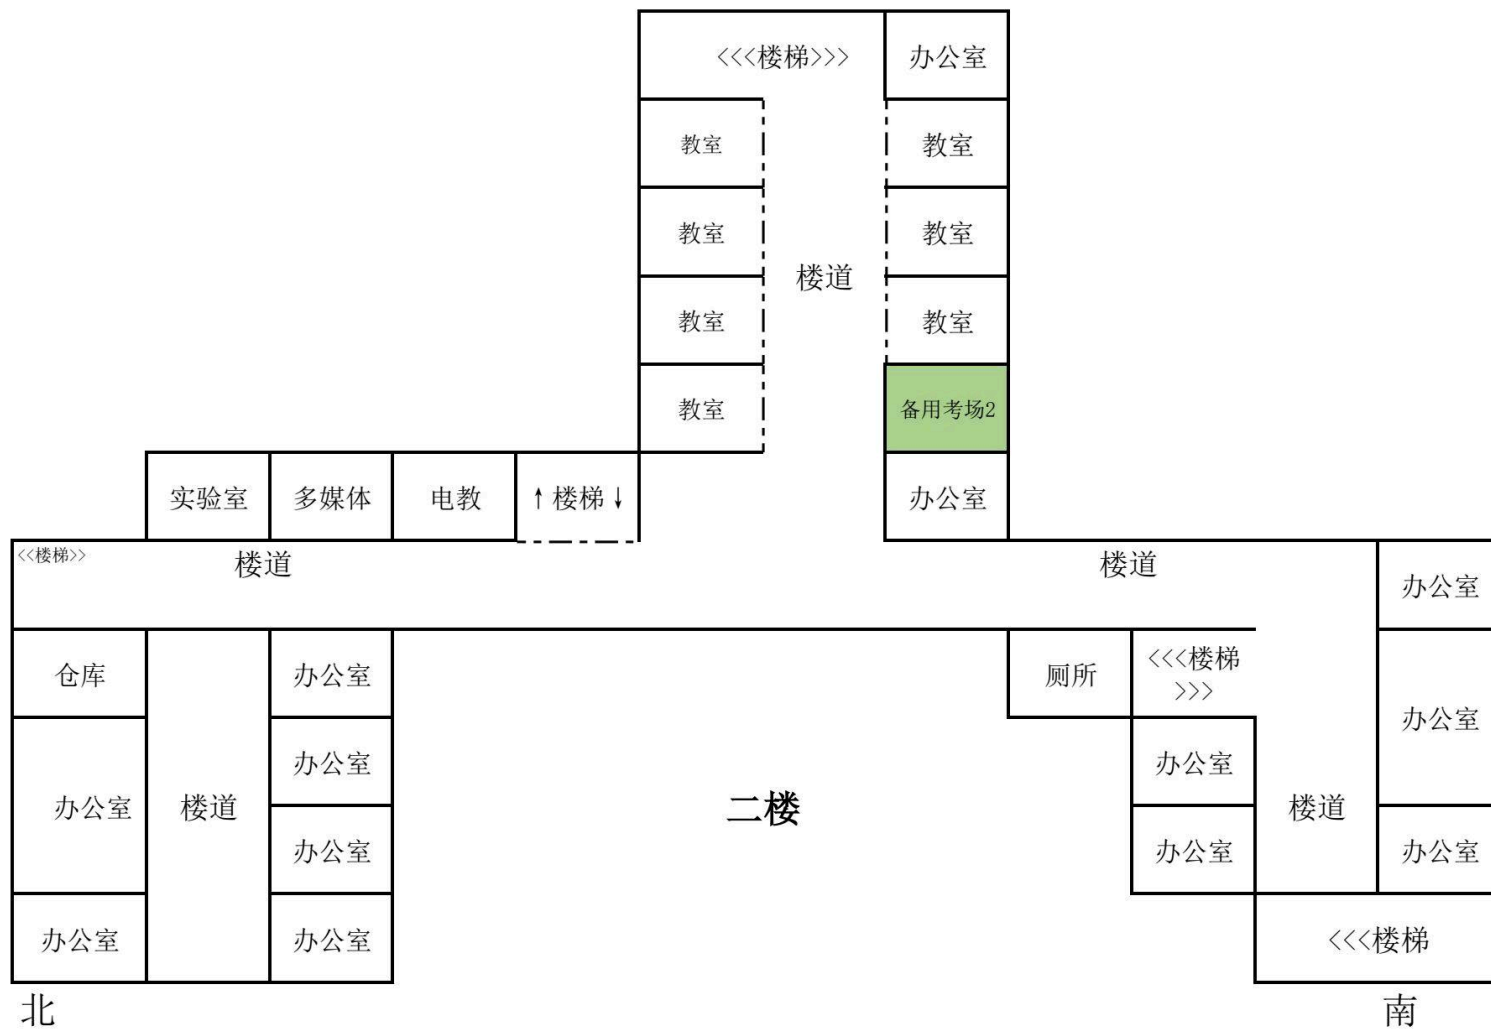 <<<楼梯>>>
办公室
教室
教室
教室
教室
楼道
教室
教室
教室
备用考场2
实验室
多媒体
电教
↑楼梯↓
办公室
<<楼梯>>
楼道
楼道
办公室
仓库
办公室
厕所
<<<楼梯
>>>
办公室
办公室
办公室
办公室
楼道
办公室
二楼
办公室
楼道
办公室
办公室
办公室
<<<楼梯
北
南